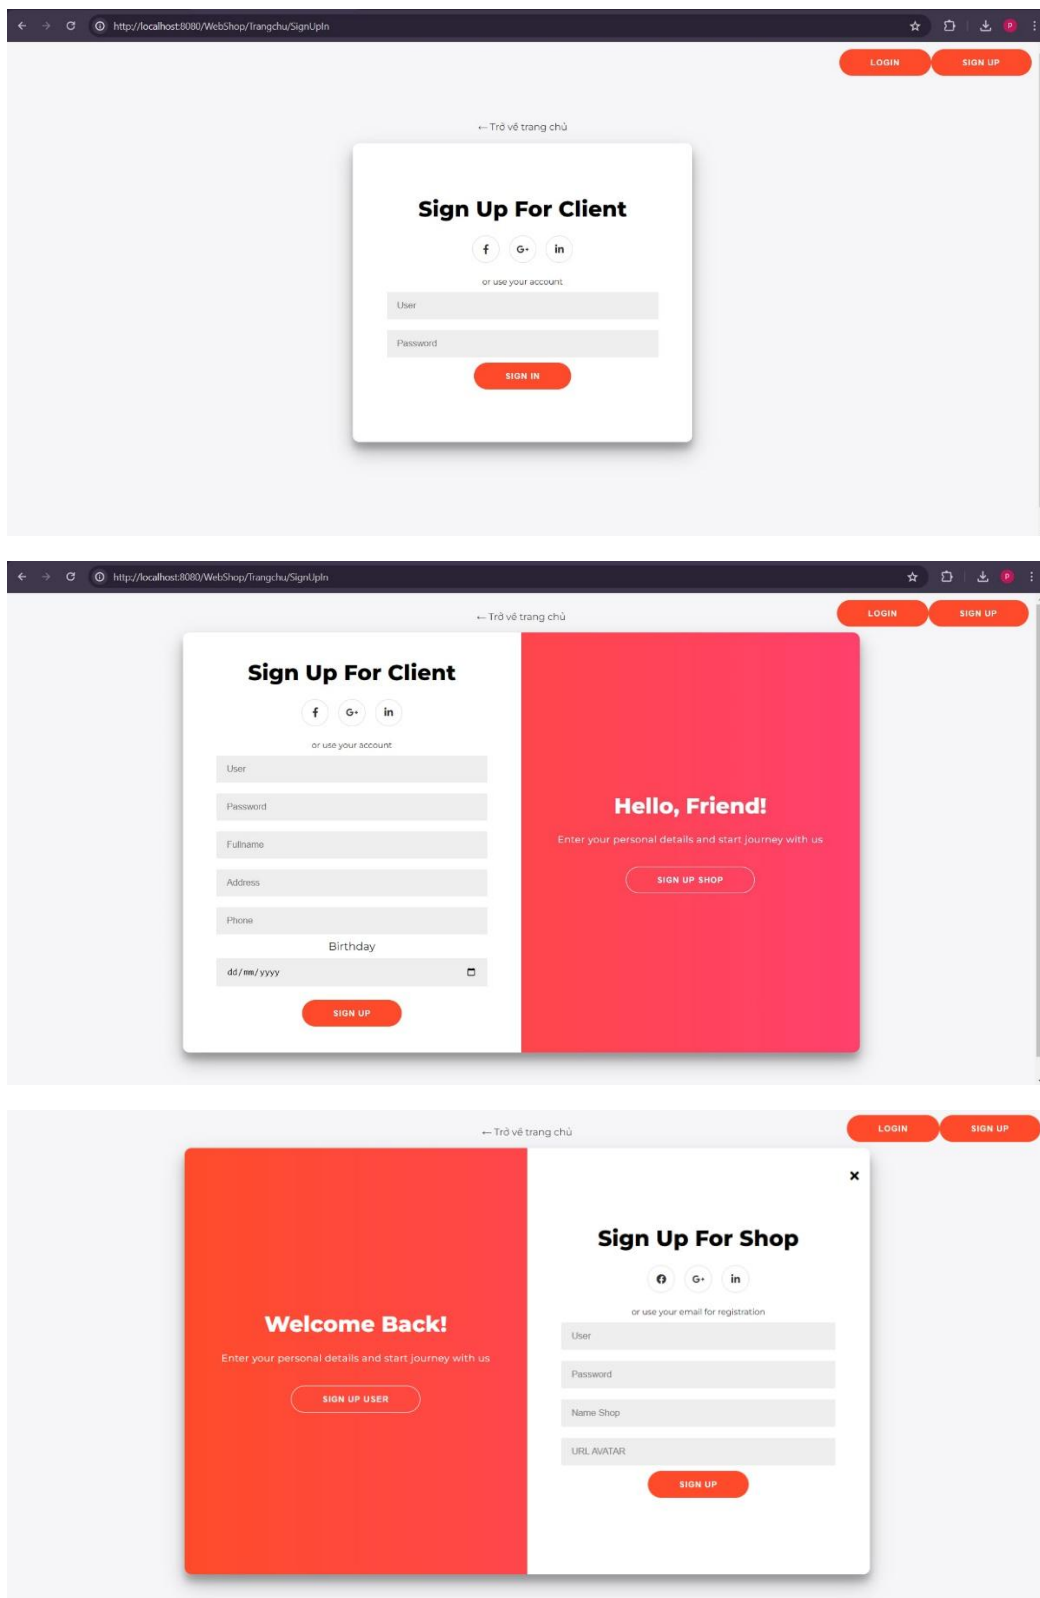 http://localhost:8080/WebShop/Trangchu/SignUpIn
P
LOGIN
SIGN UP
← Trở về trang chủ
Sign Up For Client
f G+ in
or use your account
User
Password
SIGN IN
http://localhost:8080/WebShop/Trangchu/SignUpIn
P
← Trở về trang chủ
LOGIN
SIGN UP
Sign Up For Client
f G+ in
or use your account
User
Password
Fullname
Address
Phone
Birthday
dd/mm/yyyy
SIGN UP
Hello, Friend!
Enter your personal details and start journey with us
SIGN UP SHOP
← Trở về trang chủ
LOGIN
SIGN UP
Welcome Back!
Enter your personal details and start journey with us
SIGN UP USER
Sign Up For Shop
f G+ in
or use your email for registration
User
Password
Name Shop
URL AVATAR
SIGN UP